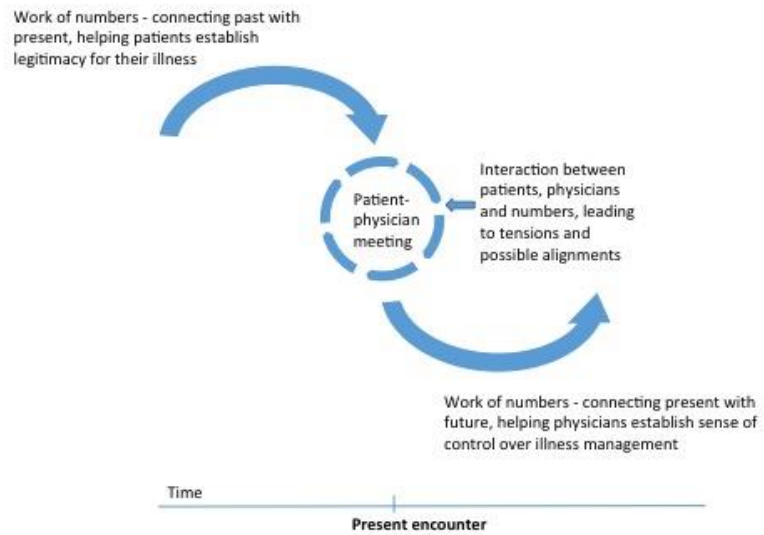 Work of numbers - connecting past with
present, helping patients establish
legitimacy for their illness
Patient-
physician
meeting
Interaction between
patients, physicians
and numbers, leading
to tensions and
possible alignments
Work of numbers - connecting present with
future, helping physicians establish sense of
control over illness management
Time
Present encounter